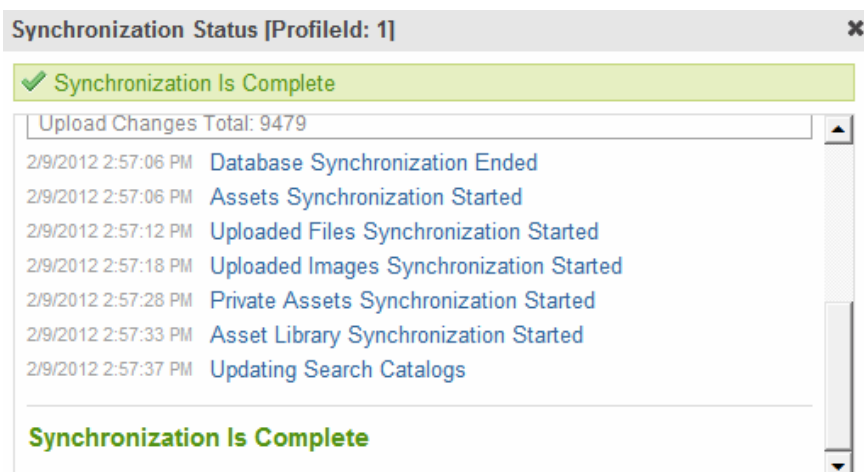 Synchronization Status [ProfileId: 1]
Synchronization Is Complete
Upload Changes Total: 9479
2/9/2012 2:57:06 PM Database Synchronization Ended
2/9/2012 2:57:06 PM Assets Synchronization Started
2/9/2012 2:57:12 PM Uploaded Files Synchronization Started
2/9/2012 2:57:18 PM Uploaded Images Synchronization Started
2/9/2012 2:57:28 PM Private Assets Synchronization Started
2/9/2012 2:57:33 PM Asset Library Synchronization Started
2/9/2012 2:57:37 PM Updating Search Catalogs
Synchronization Is Complete